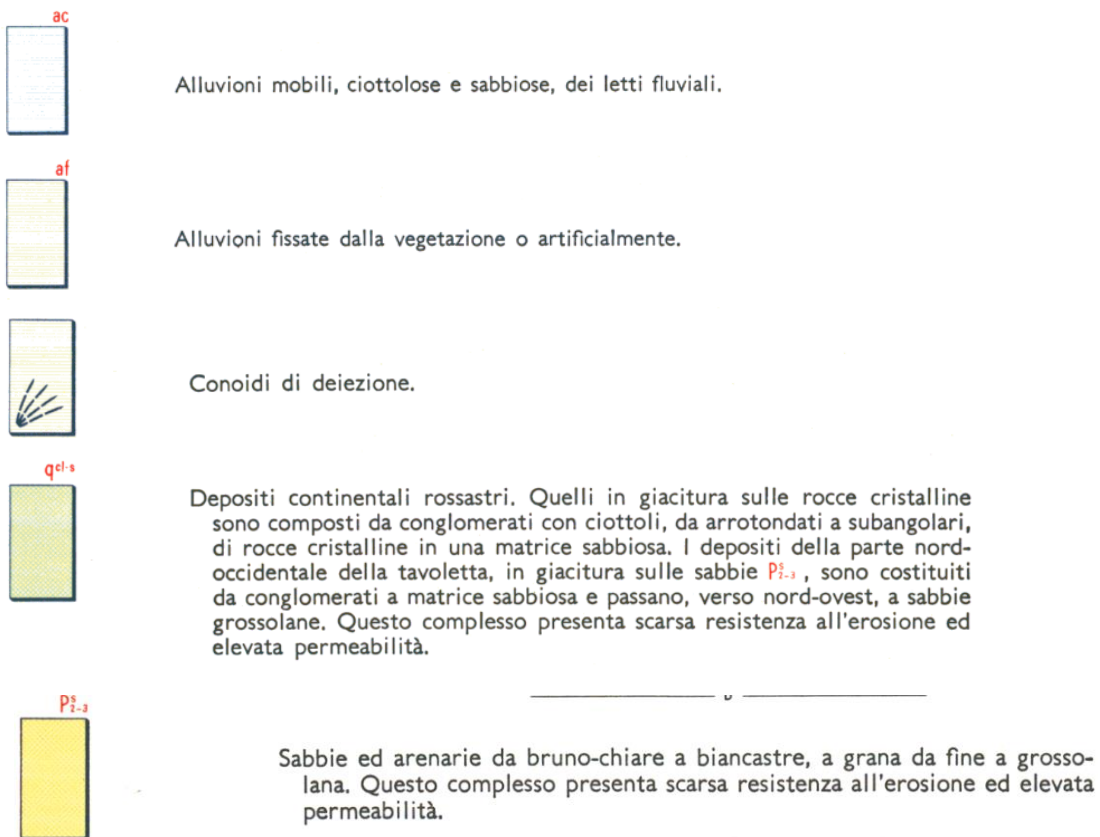 ac
Alluvioni mobili, ciottolose e sabbiose, dei letti fluviali.
af
Alluvioni fissate dalla vegetazione o artificialmente.
Conoidi di deiezione.
qcl-s
Depositi continentali rossastri. Quelli in giacitura sulle rocce cristalline
sono composti da conglomerati con ciottoli, da arrotondati a subangolari,
di rocce cristalline in una matrice sabbiosa. I depositi della parte nord-
occidentale della tavoletta, in giacitura sulle sabbie Ps2-3, sono costituiti
da conglomerati a matrice sabbiosa e passano, verso nord-ovest, a sabbie
grossolane. Questo complesso presenta scarsa resistenza all'erosione ed
elevata permeabilità.
Ps2-3
Sabbie ed arenarie da bruno-chiare a biancastre, a grana da fine a grosso-
lana. Questo complesso presenta scarsa resistenza all'erosione ed elevata
permeabilità.